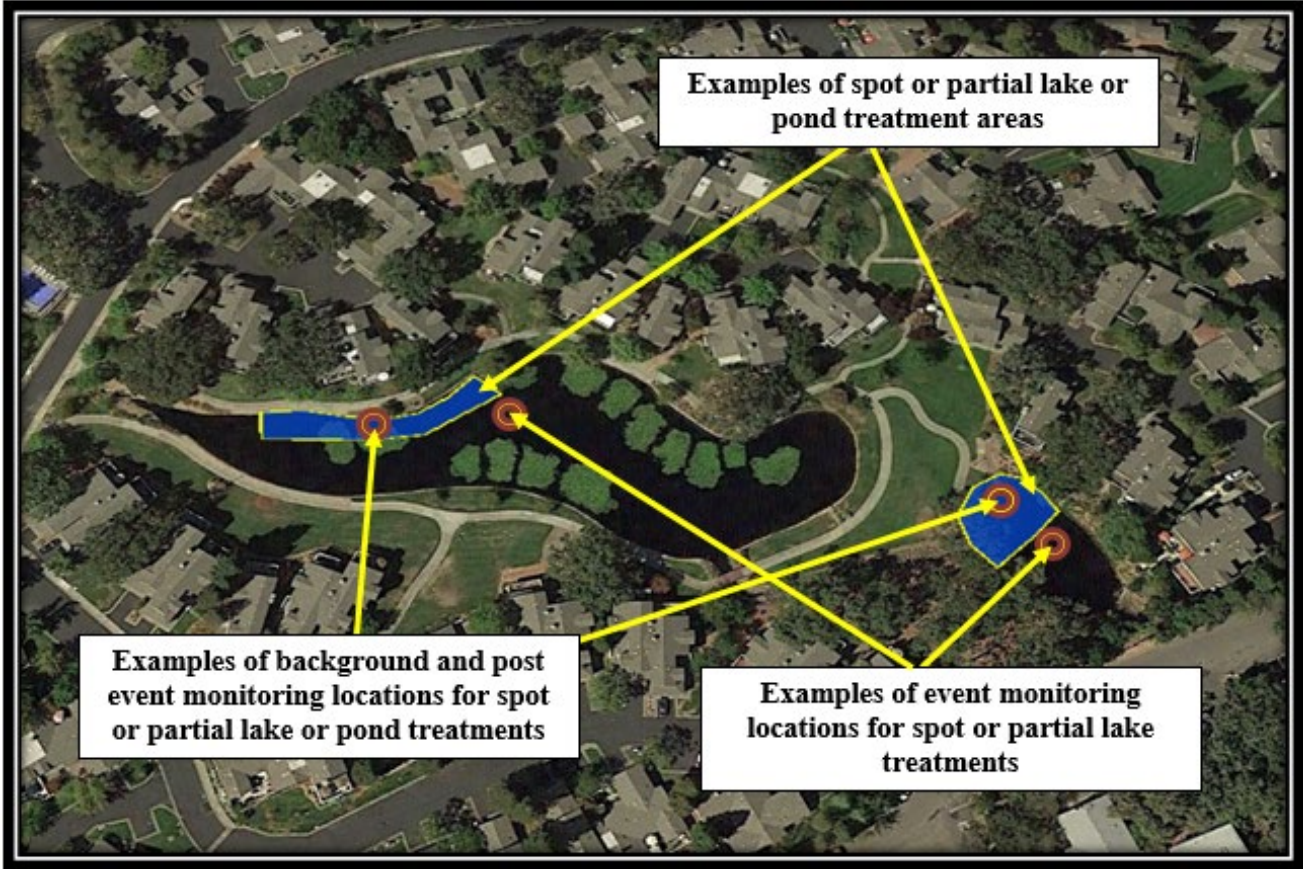 Examples of spot or partial lake or
pond treatment areas
Examples of background and post
event monitoring locations for spot
or partial lake or pond treatments
Examples of event monitoring
locations for spot or partial lake
treatments